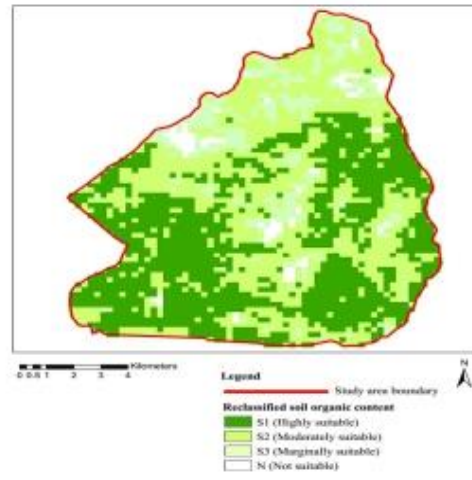 0 0.5 1 2 3 4 Kilometers
N
Legend
Study area boundary
Reclassified soil organic content
S1 (Highly suitable)
S2 (Moderately suitable)
S3 (Marginally suitable)
N (Not suitable)